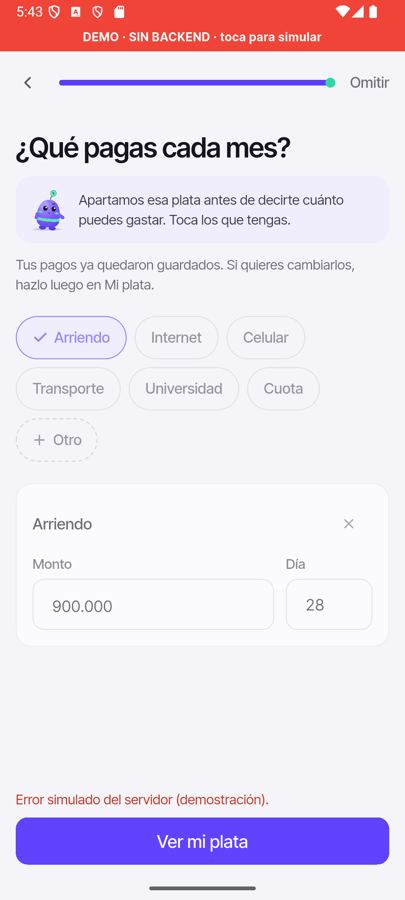 5:43
DEMO · SIN BACKEND · toca para simular
Omitir
¿Qué pagas cada mes?
Apartamos esa plata antes de decirte cuánto
puedes gastar. Toca los que tengas.
Tus pagos ya quedaron guardados. Si quieres cambiarlos,
hazlo luego en Mi plata.
Arriendo Internet Celular
Transporte Universidad Cuota
+ Otro
Arriendo
Monto Día
900.000 28
Error simulado del servidor (demostración).
Ver mi plata